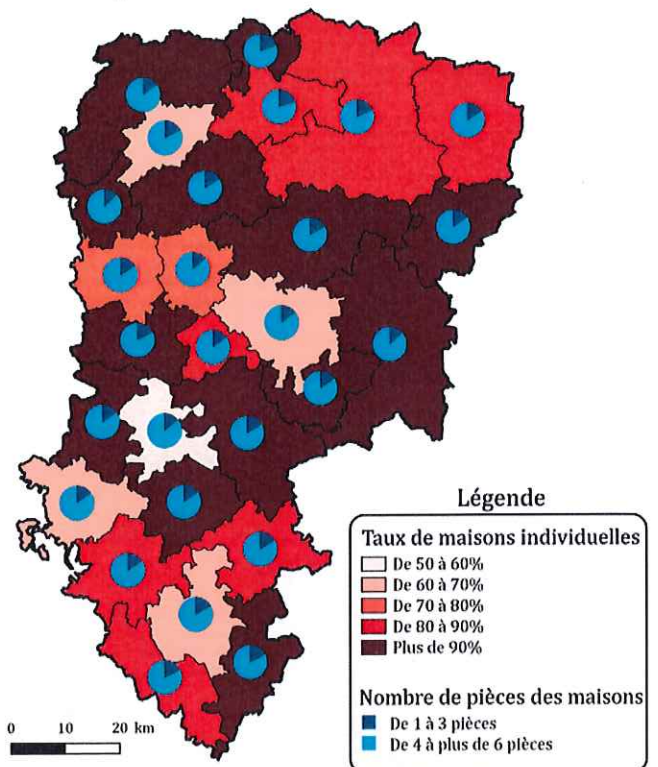 Légende
Taux de maisons individuelles
De 50 à 60%
De 60 à 70%
De 70 à 80%
De 80 à 90%
Plus de 90%
Nombre de pièces des maisons
De 1 à 3 pièces
De 4 à plus de 6 pièces
0 10 20 km